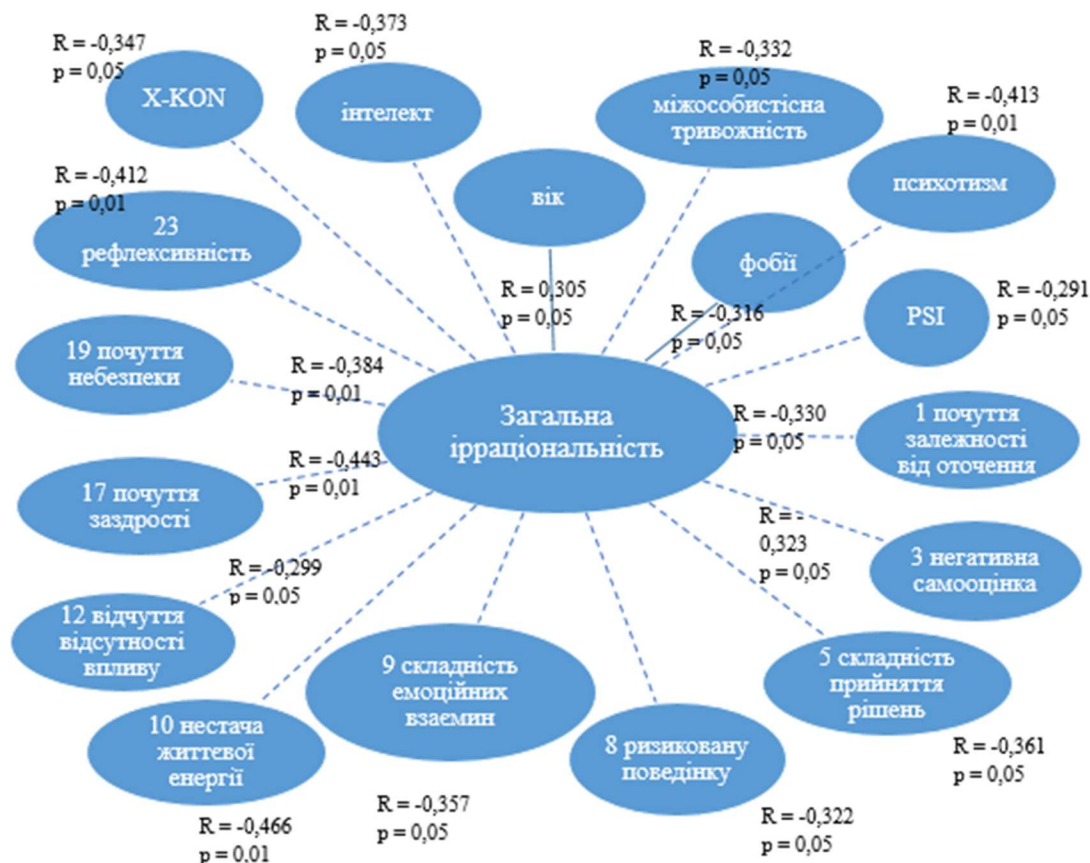 R = -0,347
p = 0,05
X-KON
R = -0,373
p = 0,05
інтелект
R = -0,332
p = 0,05
міжособистісна
тривожність
R = -0,413
p = 0,01
психотизм
R = -0,412
p = 0,01
23
рефлексивність
вік
R = 0,305
p = 0,05
фобії
R = -0,316
p = 0,05
PSI
R = -0,291
p = 0,05
19 почуття
небезпеки
R = -0,384
p = 0,01
Загальна
ірраціональність
R = -0,330
p = 0,05
1 почуття
залежності
від оточення
17 почуття
заздрості
R = -0,443
p = 0,01
R = -
0,323
p = 0,05
3 негативна
самооцінка
12 відчуття
відсутності
впливу
R = -0,299
p = 0,05
9 складність
емоційних
взаємин
5 складність
прийняття
рішень
R = -0,361
p = 0,05
10 нестача
життєвої
енергії
R = -0,466
p = 0,01
R = -0,357
p = 0,05
8 ризиковану
поведінку
R = -0,322
p = 0,05